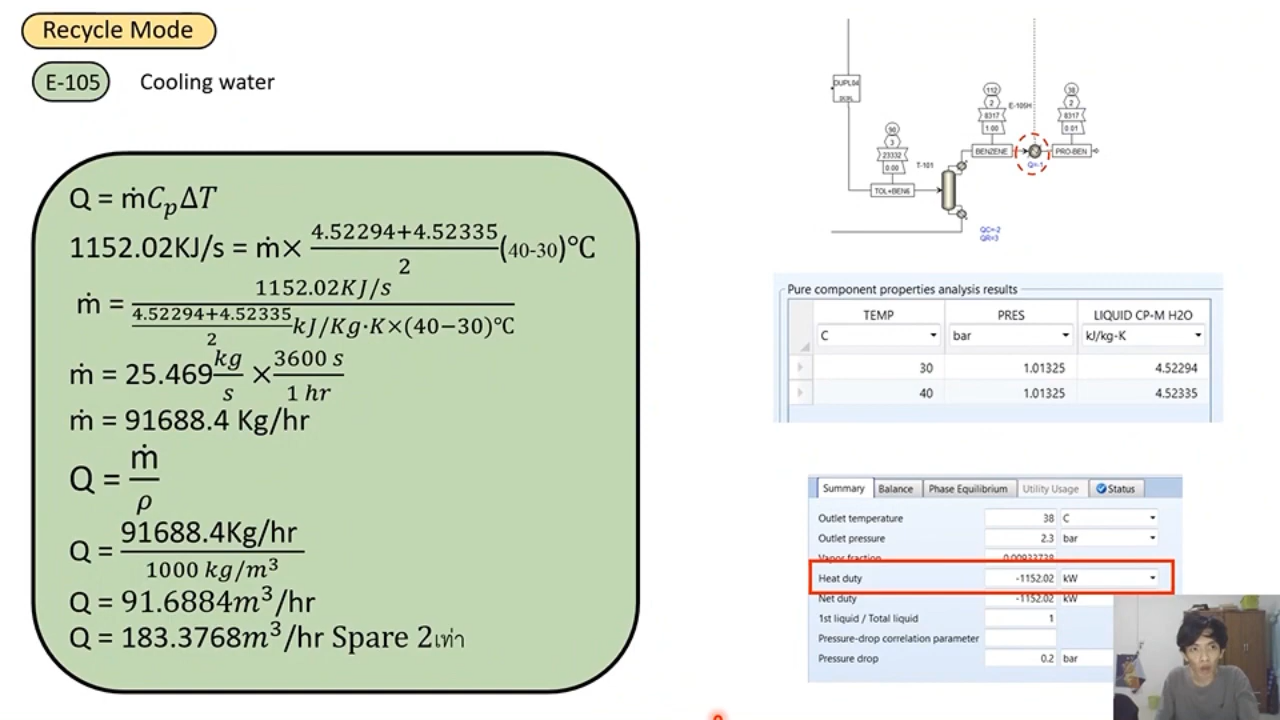 Recycle Mode
E-105 Cooling water
Q = ṁC_pΔT
1152.02KJ/s = ṁ× (4.52294+4.52335)/2 (40-30)°C
ṁ = 1152.02KJ/s / ((4.52294+4.52335)/2 kJ/Kg·K×(40−30)°C)
ṁ = 25.469 kg/s × 3600 s/1 hr
ṁ = 91688.4 Kg/hr
Q = ṁ/ρ
Q = 91688.4Kg/hr / 1000 kg/m³
Q = 91.6884m³/hr
Q = 183.3768m³/hr Spare 2เท่า
112
2
8317
1.00
E-105H
38
2
8317
0.01
90
3
23332
0.00
T-101
BENZENE
PRO-BEN
Q=-1
TOL+BEN6
QC=-2
QR=3
Pure component properties analysis results
TEMP PRES LIQUID CP-M H2O
C bar kJ/kg-K
30 1.01325 4.52294
40 1.01325 4.52335
Summary Balance Phase Equilibrium Utility Usage Status
Outlet temperature 38 C
Outlet pressure 2.3 bar
Vapor fraction 0.00933738
Heat duty -1152.02 kW
Net duty -1152.02 kW
1st liquid / Total liquid 1
Pressure-drop correlation parameter
Pressure drop 0.2 bar